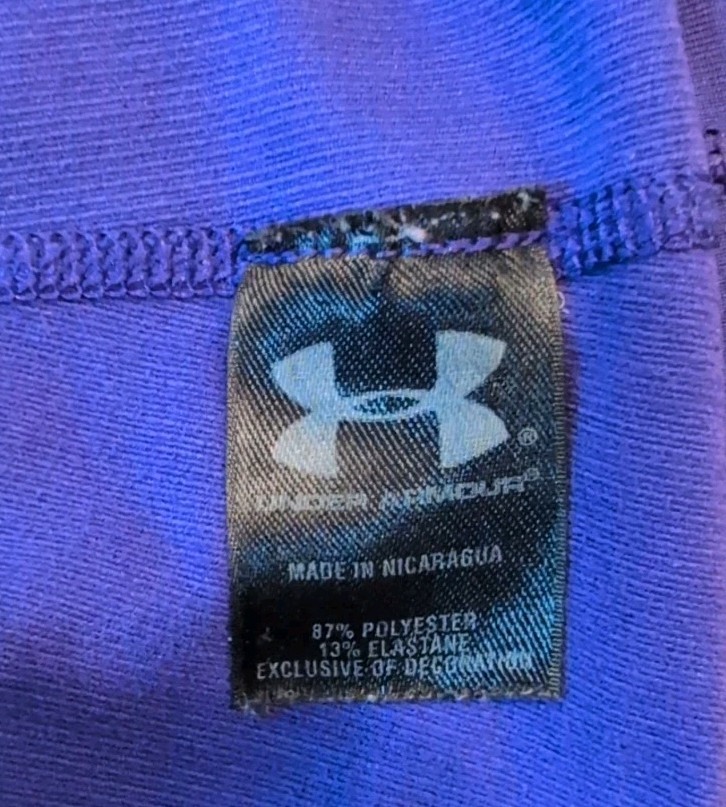 ®
UNDER ARMOUR®
MADE IN NICARAGUA
87% POLYESTER
13% ELASTANE
EXCLUSIVE OF DECORATION